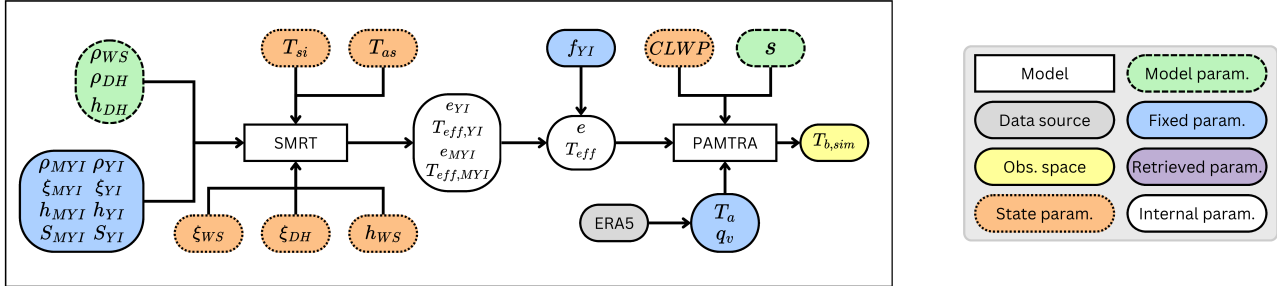 ρ_WS
ρ_DH
h_DH
T_si
T_as
f_YI
CLWP
s
Model
Model param.
Data source
Fixed param.
Obs. space
Retrieved param.
State param.
Internal param.
e_YI
T_eff,YI
e_MYI
T_eff,MYI
SMRT
e
T_eff
PAMTRA
T_b,sim
ρ_MYI ρ_YI
ξ_MYI ξ_YI
h_MYI h_YI
S_MYI S_YI
ξ_WS
ξ_DH
h_WS
ERA5
T_a
q_v